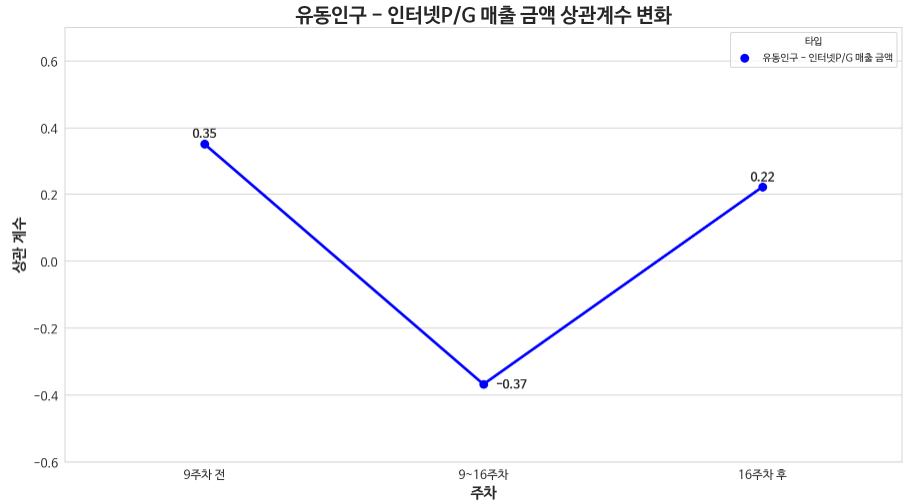 유동인구 - 인터넷P/G 매출 금액 상관계수 변화
타입
유동인구 - 인터넷P/G 매출 금액
0.6
0.4
0.2
0.0
-0.2
-0.4
-0.6
상관 계수
0.35
-0.37
0.22
9주차 전
9~16주차
16주차 후
주차